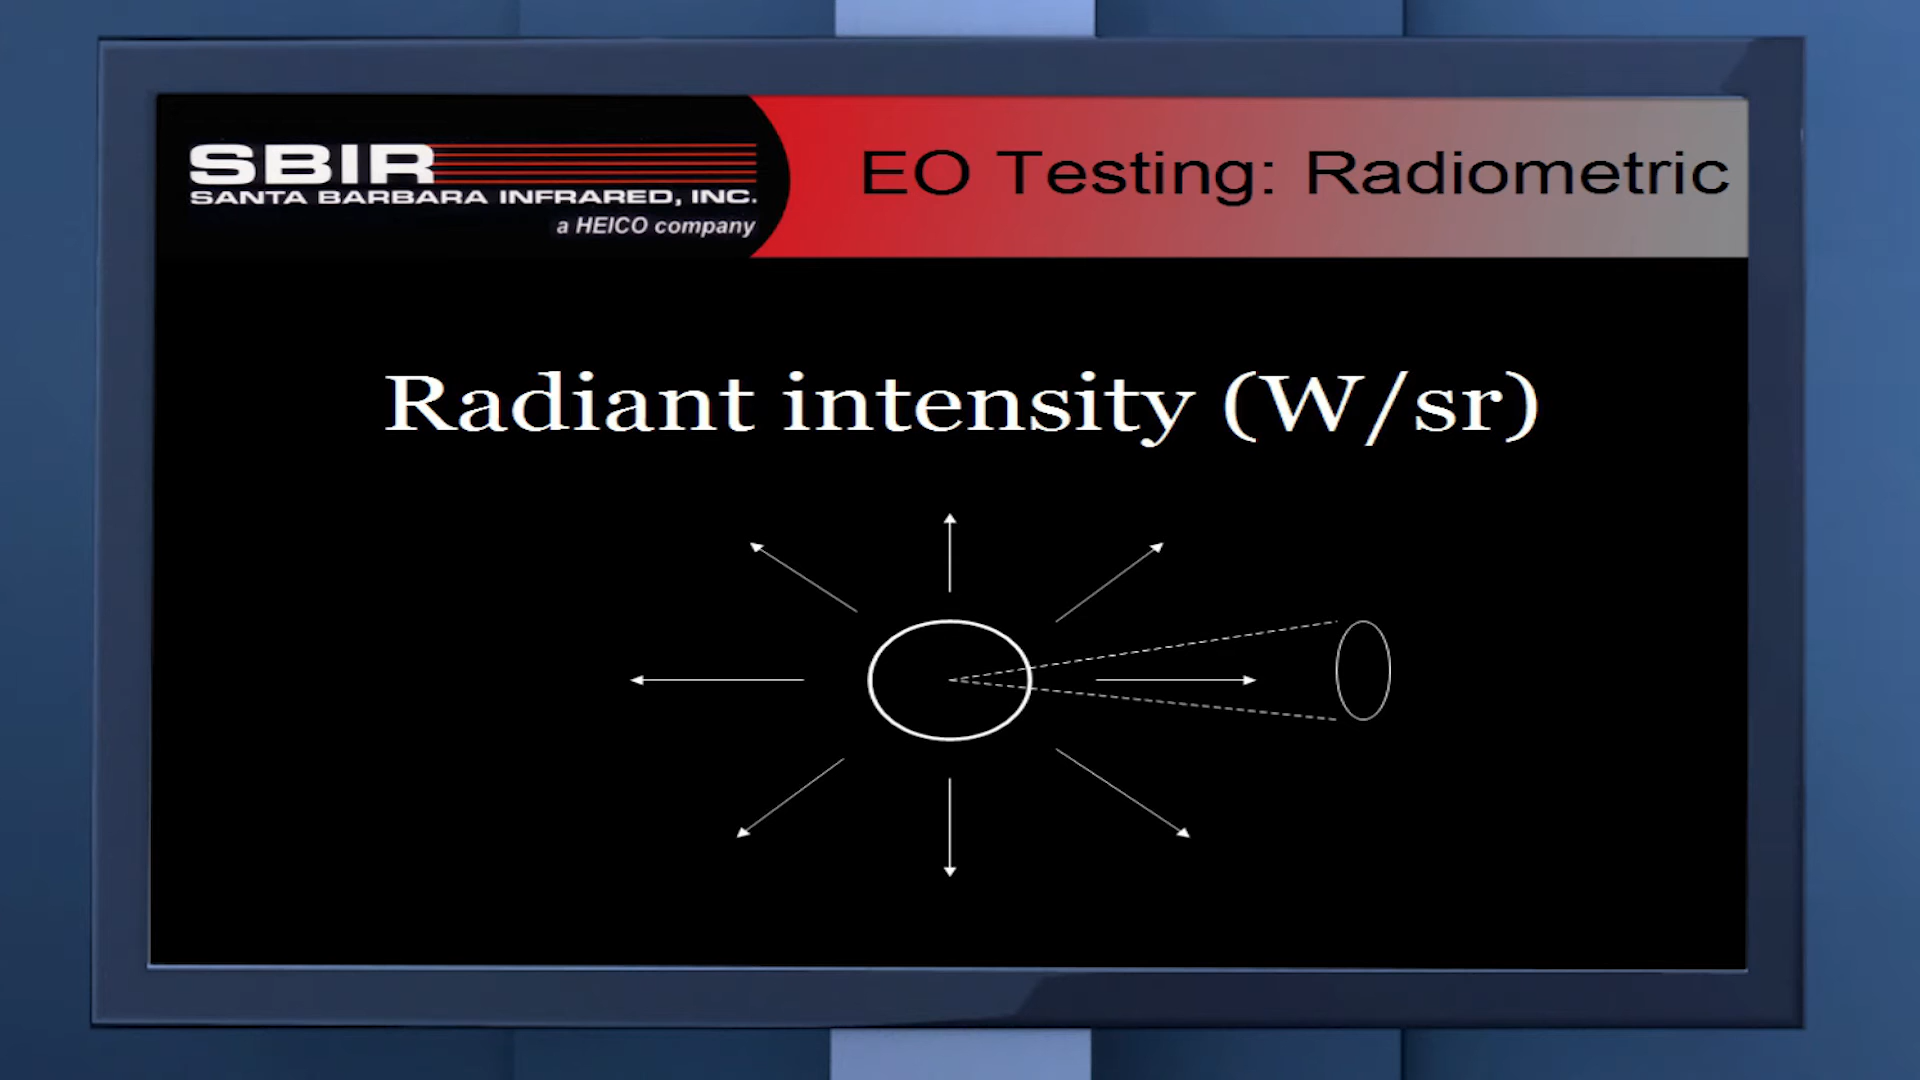 SBIR
SANTA BARBARA INFRARED, INC.
a HEICO company
EO Testing: Radiometric
Radiant intensity (W/sr)